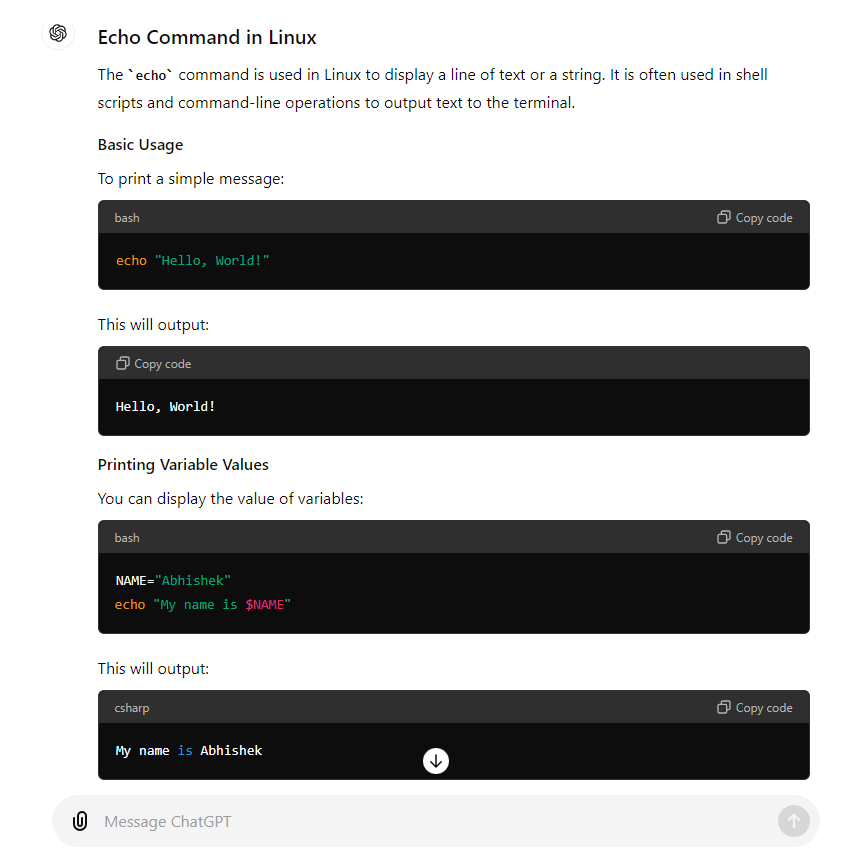 Echo Command in Linux
The `echo` command is used in Linux to display a line of text or a string. It is often used in shell
scripts and command-line operations to output text to the terminal.
Basic Usage
To print a simple message:
bash Copy code
echo "Hello, World!"
This will output:
Copy code
Hello, World!
Printing Variable Values
You can display the value of variables:
bash Copy code
NAME="Abhishek"
echo "My name is $NAME"
This will output:
csharp Copy code
My name is Abhishek
Message ChatGPT